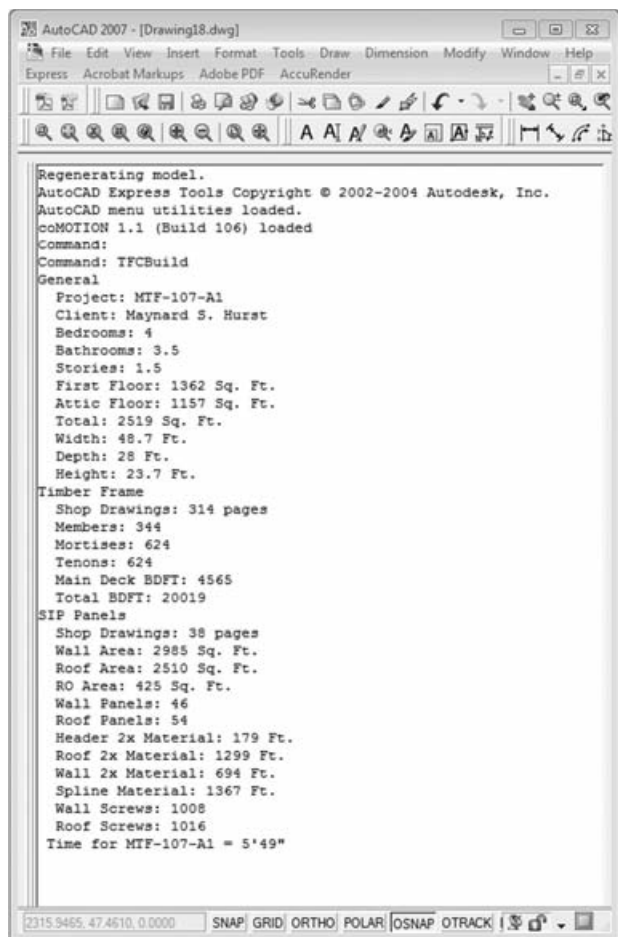 AutoCAD 2007 - [Drawing18.dwg]
File Edit View Insert Format Tools Draw Dimension Modify Window Help
Express Acrobat Markups Adobe PDF AccuRender
Regenerating model.
AutoCAD Express Tools Copyright © 2002-2004 Autodesk, Inc.
AutoCAD menu utilities loaded.
coMOTION 1.1 (Build 106) loaded
Command:
Command: TFCBuild
General
Project: MTF-107-A1
Client: Maynard S. Hurst
Bedrooms: 4
Bathrooms: 3.5
Stories: 1.5
First Floor: 1362 Sq. Ft.
Attic Floor: 1157 Sq. Ft.
Total: 2519 Sq. Ft.
Width: 48.7 Ft.
Depth: 28 Ft.
Height: 23.7 Ft.
Timber Frame
Shop Drawings: 314 pages
Members: 344
Mortises: 624
Tenons: 624
Main Deck BDFT: 4565
Total BDFT: 20019
SIP Panels
Shop Drawings: 38 pages
Wall Area: 2985 Sq. Ft.
Roof Area: 2510 Sq. Ft.
RO Area: 425 Sq. Ft.
Wall Panels: 46
Roof Panels: 54
Header 2x Material: 179 Ft.
Roof 2x Material: 1299 Ft.
Wall 2x Material: 694 Ft.
Spline Material: 1367 Ft.
Wall Screws: 1008
Roof Screws: 1016
Time for MTF-107-A1 = 5'49"
2315.9465, 47.4610, 0.0000 SNAP GRID ORTHO POLAR OSNAP OTRACK